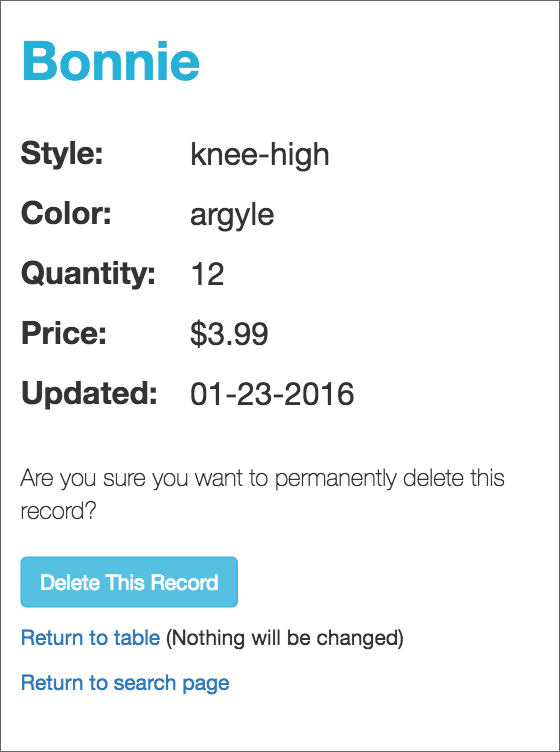 Bonnie
Style: knee-high
Color: argyle
Quantity: 12
Price: $3.99
Updated: 01-23-2016
Are you sure you want to permanently delete this
record?
Delete This Record
Return to table (Nothing will be changed)
Return to search page